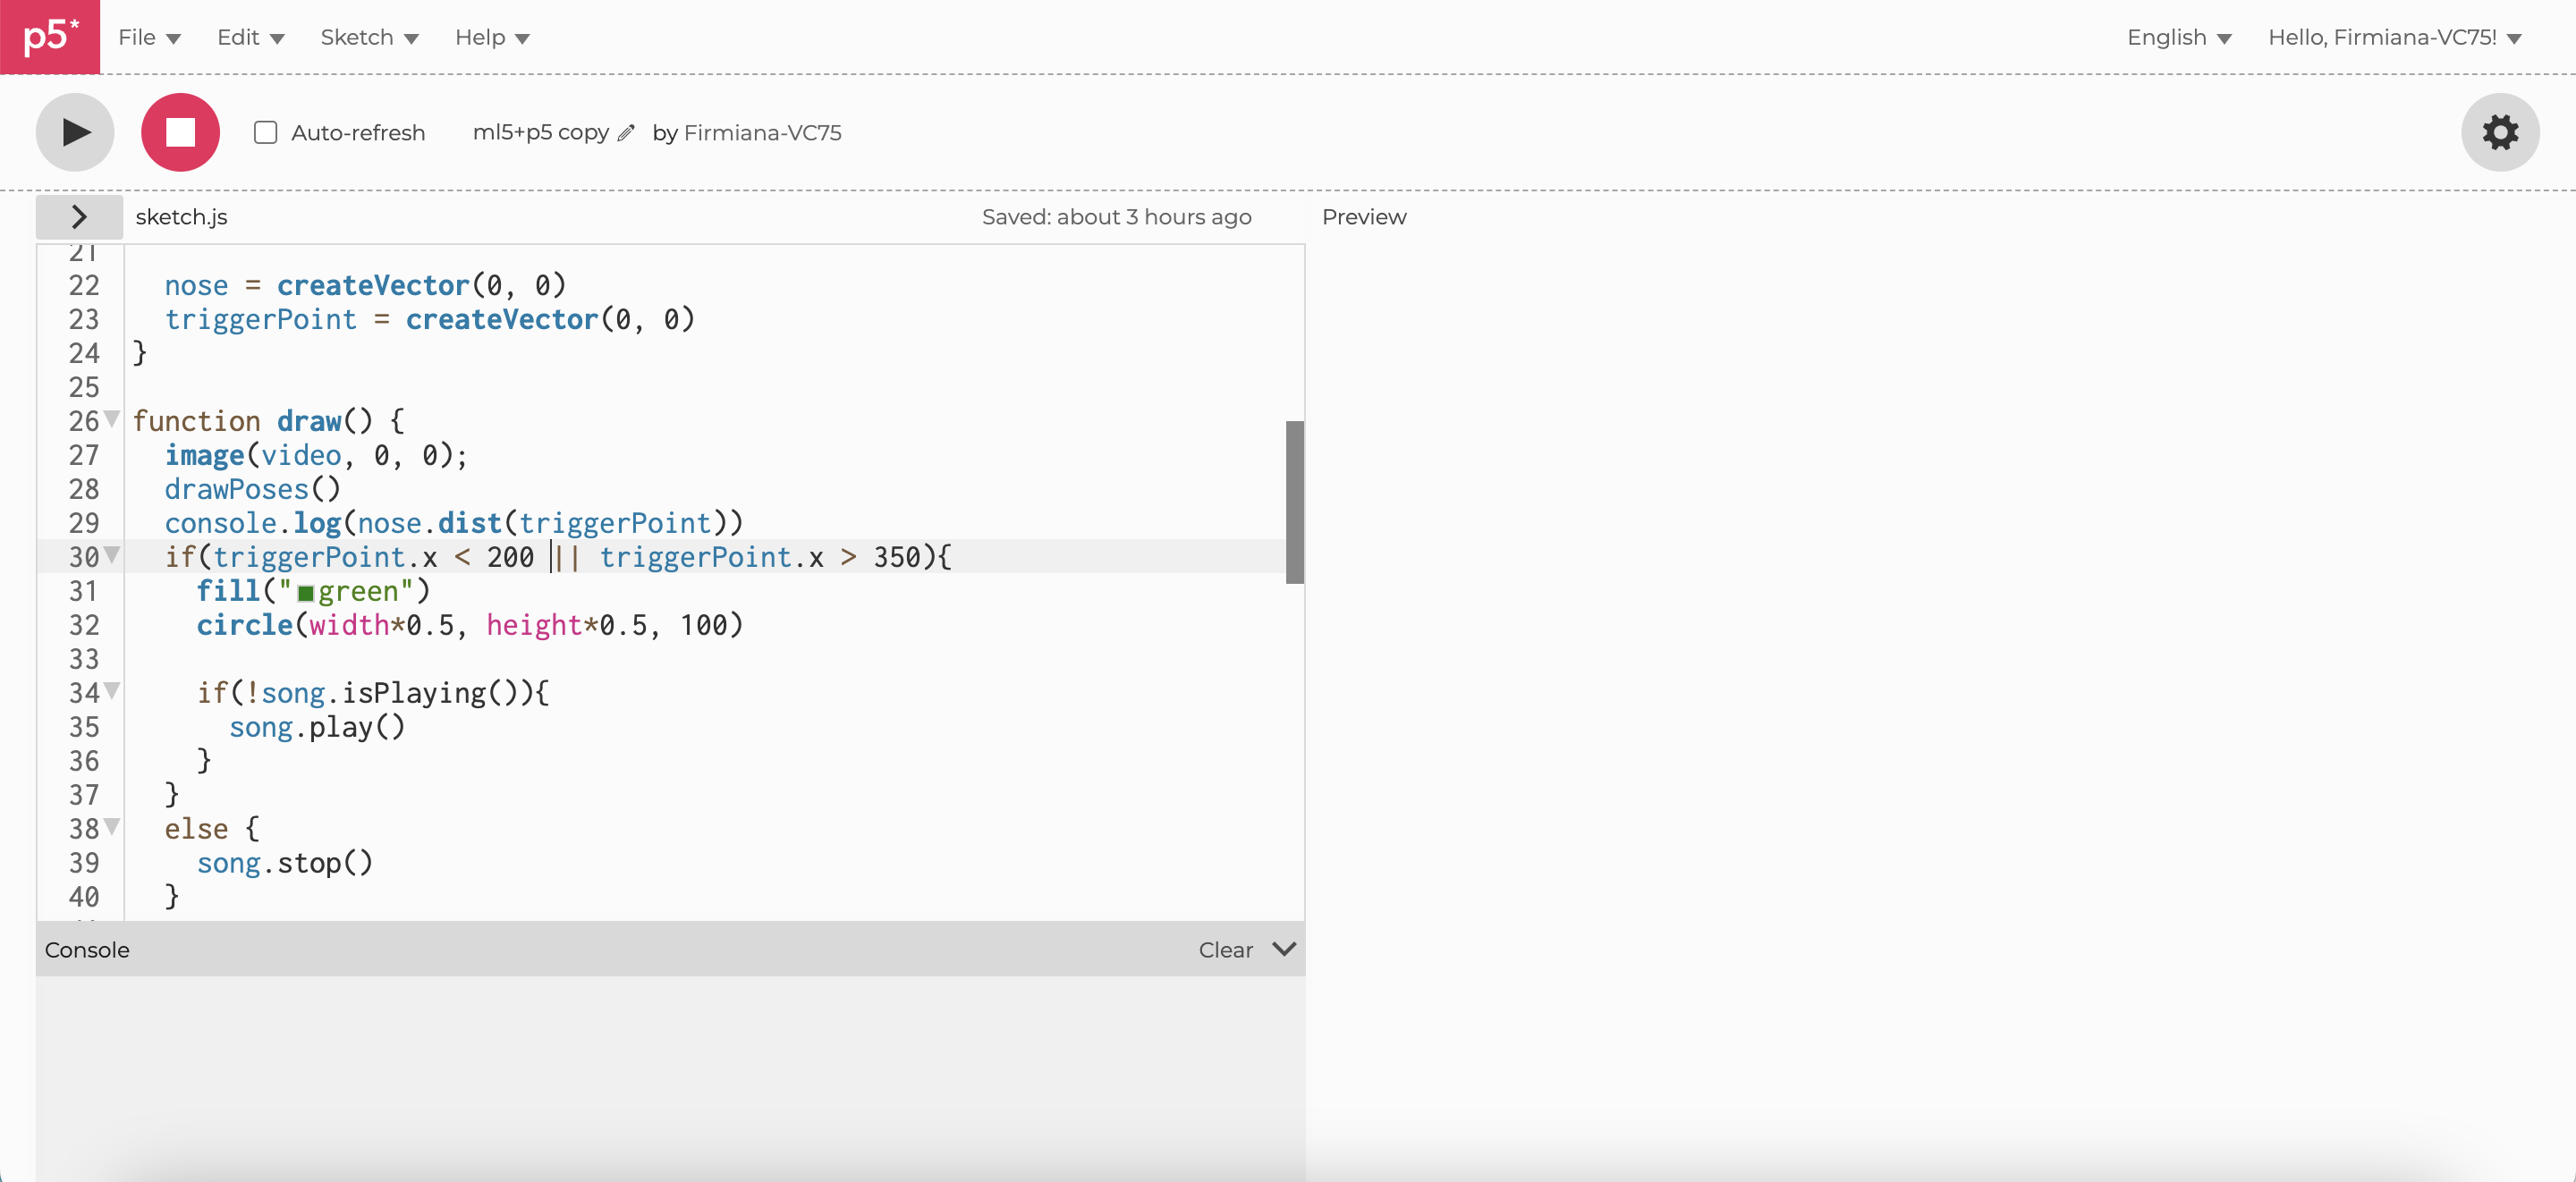 p5* File Edit Sketch Help English Hello, Firmiana-VC75!
Auto-refresh ml5+p5 copy by Firmiana-VC75
sketch.js Saved: about 3 hours ago Preview
21
22 nose = createVector(0, 0)
23 triggerPoint = createVector(0, 0)
24 }
25
26 function draw() {
27 image(video, 0, 0);
28 drawPoses()
29 console.log(nose.dist(triggerPoint))
30 if(triggerPoint.x < 200 || triggerPoint.x > 350){
31 fill("green")
32 circle(width*0.5, height*0.5, 100)
33
34 if(!song.isPlaying()){
35 song.play()
36 }
37 }
38 else {
39 song.stop()
40 }
Console Clear